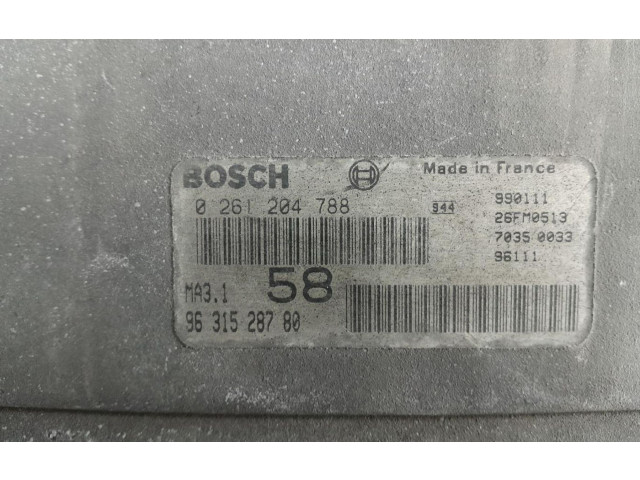 BOSCH Made in France
0 261 204 788 944 990111
26FM0513
7035 0033
96111
MA3.1 58
96 315 287 80